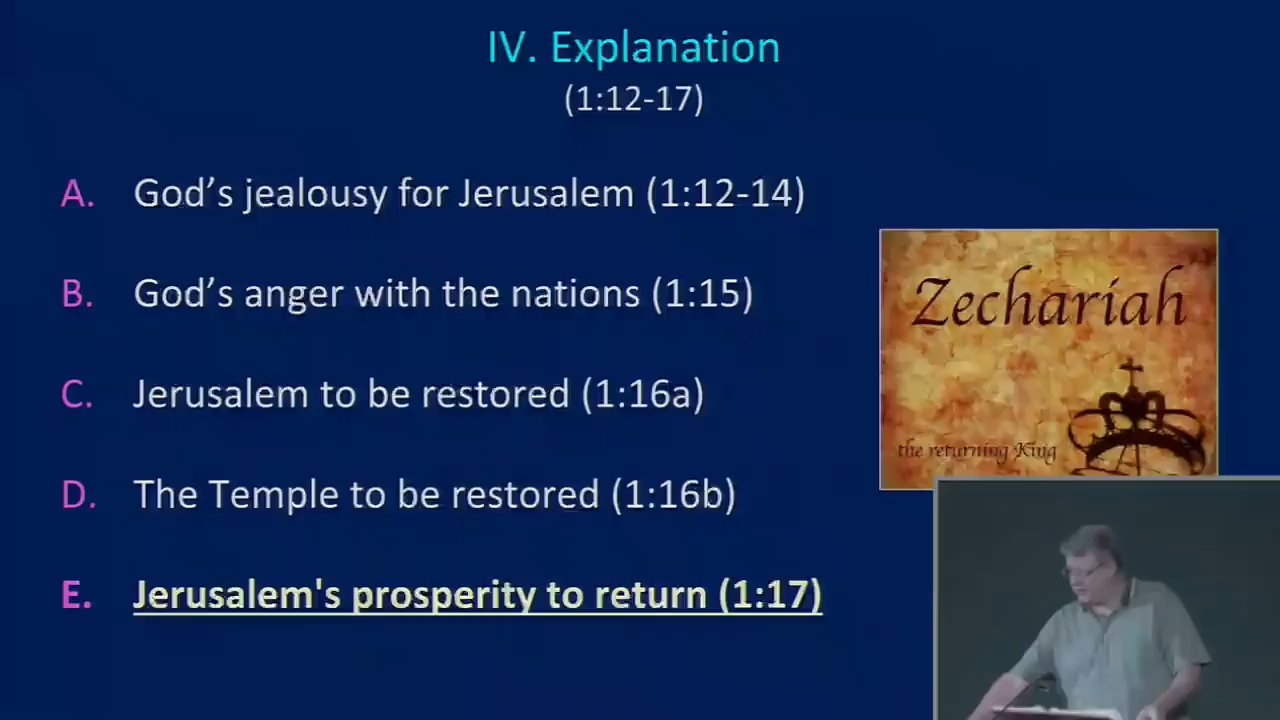 IV. Explanation
(1:12-17)
A. God’s jealousy for Jerusalem (1:12-14)
B. God’s anger with the nations (1:15)
C. Jerusalem to be restored (1:16a)
D. The Temple to be restored (1:16b)
E. Jerusalem's prosperity to return (1:17)
Zechariah
the returning King